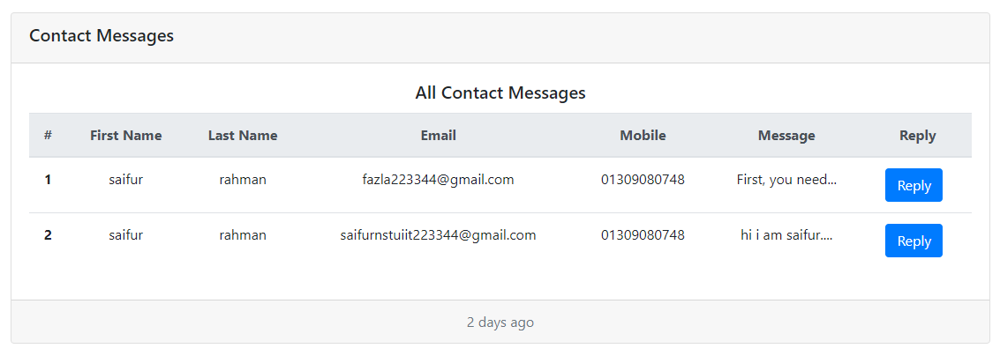 Contact Messages
All Contact Messages
# First Name Last Name Email Mobile Message Reply
1 saifur rahman fazla223344@gmail.com 01309080748 First, you need... Reply
2 saifur rahman saifurnstuiit223344@gmail.com 01309080748 hi i am saifur.... Reply
2 days ago